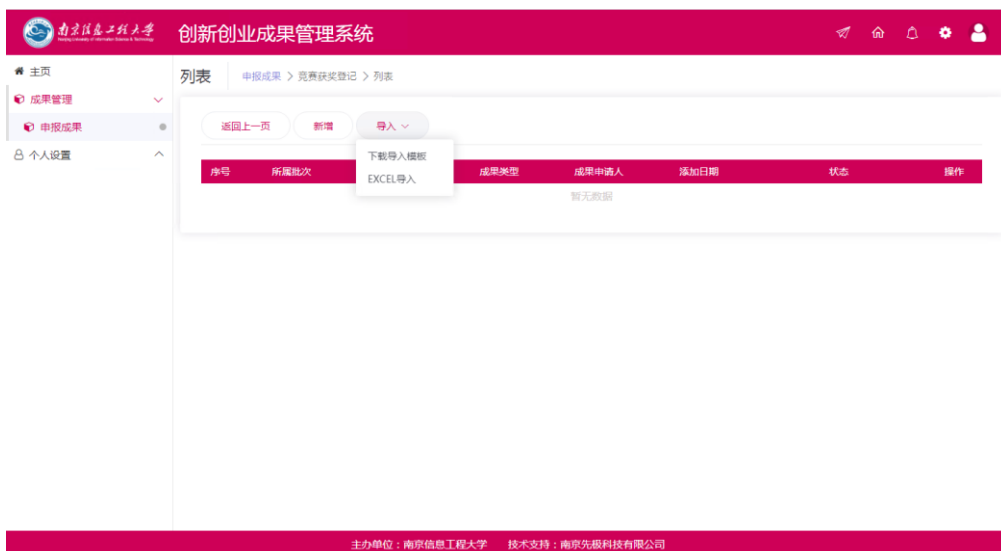 南京信息工程大学 创新创业成果管理系统
主页
列表 申报成果 > 竞赛获奖登记 > 列表
成果管理
返回上一页 新增 导入
申报成果
个人设置
下载导入模板
EXCEL导入
序号 所属批次 成果类型 成果申请人 添加日期 状态 操作
暂无数据
主办单位：南京信息工程大学 技术支持：南京先极科技有限公司